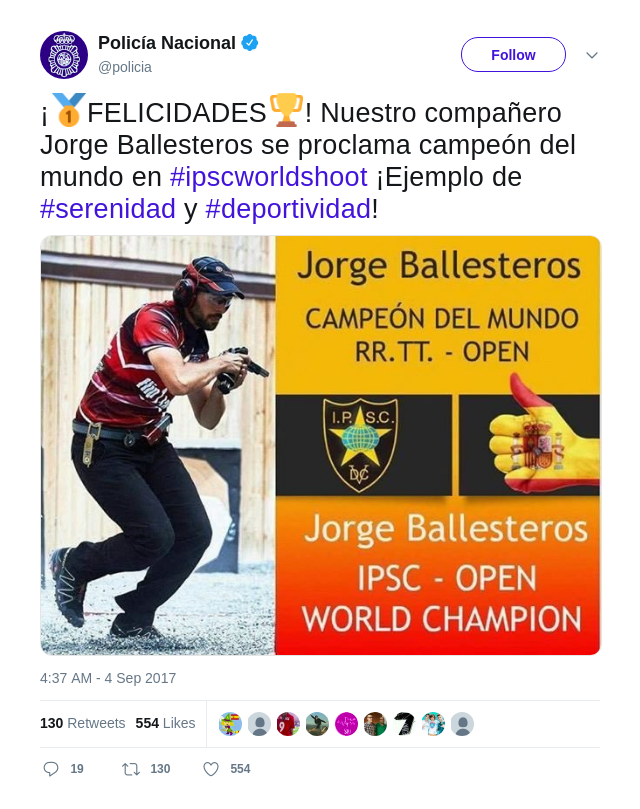 Policía Nacional
@policia
Follow
¡🥇FELICIDADES🏆! Nuestro compañero
Jorge Ballesteros se proclama campeón del
mundo en #ipscworldshoot ¡Ejemplo de
#serenidad y #deportividad!
Jorge Ballesteros
CAMPEÓN DEL MUNDO
RR.TT. - OPEN
I.P.S.C.
DVC
Jorge Ballesteros
IPSC - OPEN
WORLD CHAMPION
4:37 AM - 4 Sep 2017
130 Retweets 554 Likes
19 130 554